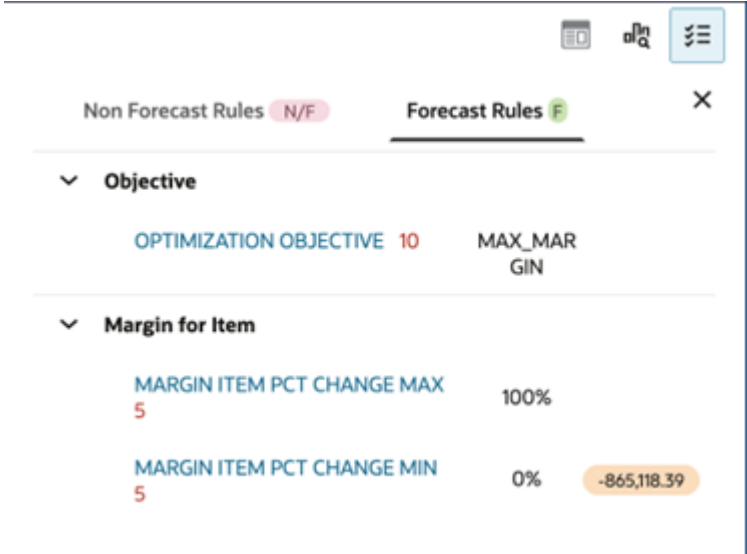 Non Forecast Rules N/F Forecast Rules F
Objective
OPTIMIZATION OBJECTIVE 10 MAX_MAR
GIN
Margin for Item
MARGIN ITEM PCT CHANGE MAX
5 100%
MARGIN ITEM PCT CHANGE MIN
5 0% -865,118.39